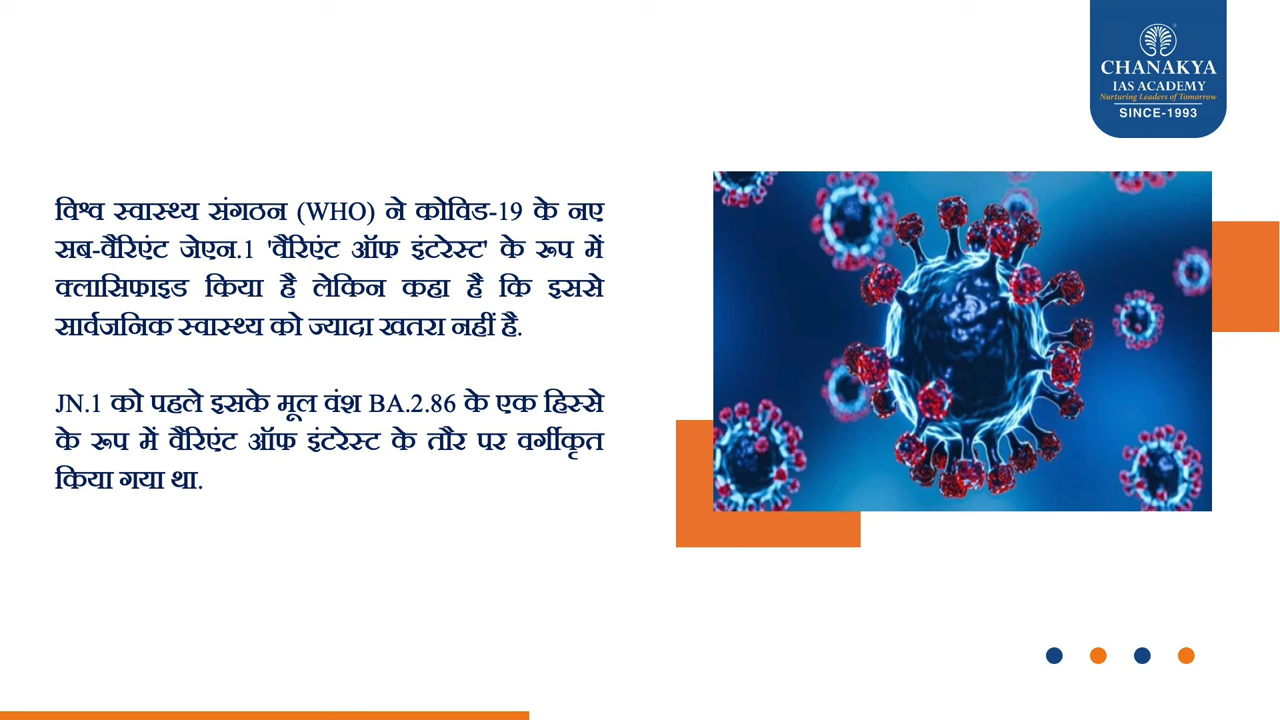 CHANAKYA
IAS ACADEMY
Nurturing Leaders of Tomorrow
SINCE-1993
विश्व स्वास्थ्य संगठन (WHO) ने कोविड-19 के नए
सब-वैरिएंट जेएन.1 'वैरिएंट ऑफ इंटरेस्ट' के रूप में
क्लासिफाइड किया है लेकिन कहा है कि इससे
सार्वजनिक स्वास्थ्य को ज्यादा खतरा नहीं है.
JN.1 को पहले इसके मूल वंश BA.2.86 के एक हिस्से
के रूप में वैरिएंट ऑफ इंटरेस्ट के तौर पर वर्गीकृत
किया गया था.